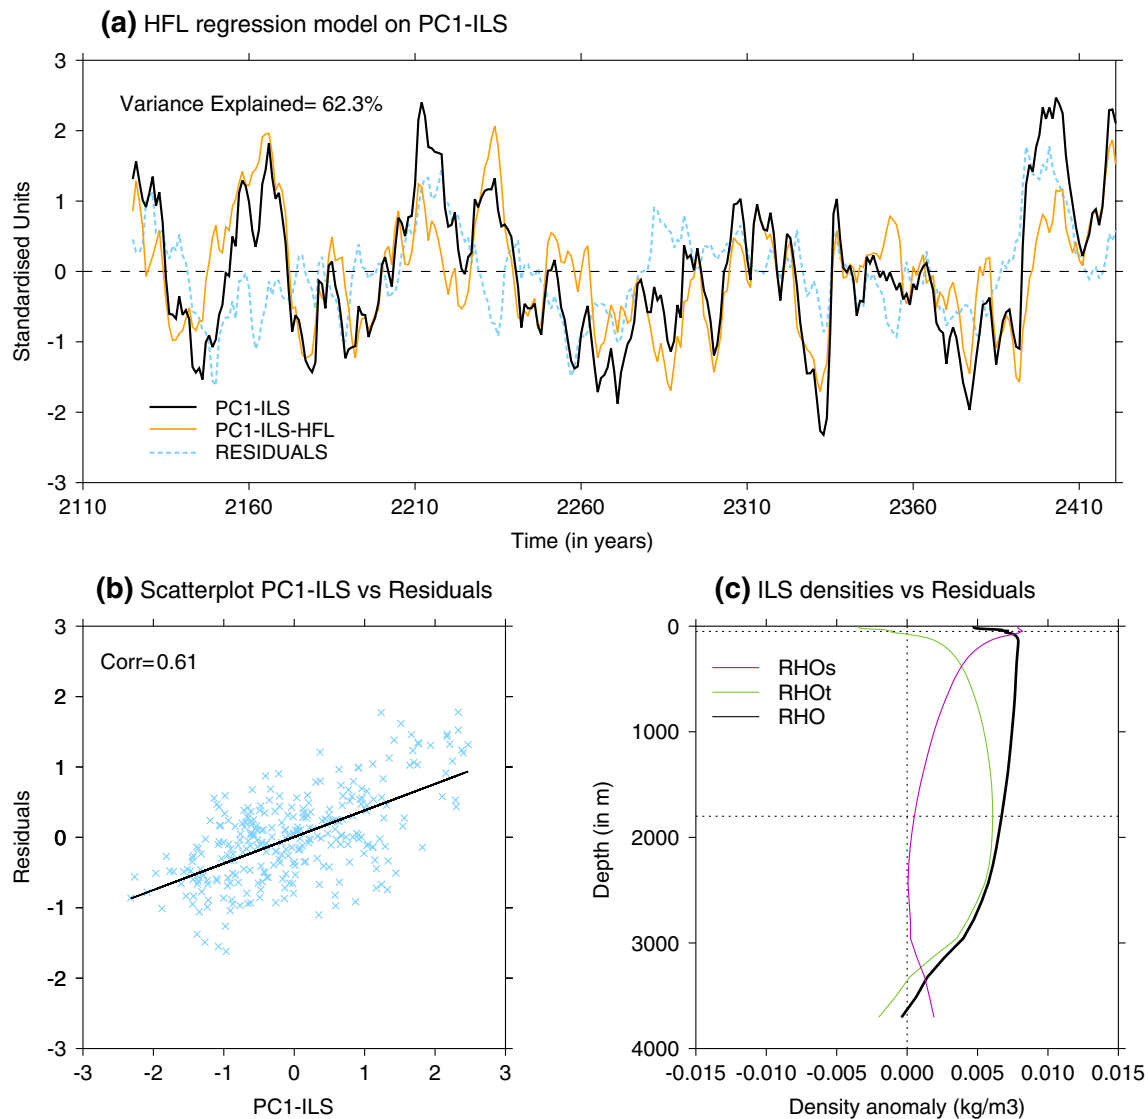 (a) HFL regression model on PC1-ILS
3
2
1
0
-1
-2
-3
Standardised Units
Variance Explained= 62.3%
PC1-ILS
PC1-ILS-HFL
RESIDUALS
2110 2160 2210 2260 2310 2360 2410
Time (in years)
(b) Scatterplot PC1-ILS vs Residuals
3
2
1
0
-1
-2
-3
Residuals
Corr=0.61
-3 -2 -1 0 1 2 3
PC1-ILS
(c) ILS densities vs Residuals
0
1000
2000
3000
4000
Depth (in m)
RHOs
RHOt
RHO
-0.015 -0.010 -0.005 0.000 0.005 0.010 0.015
Density anomaly (kg/m3)